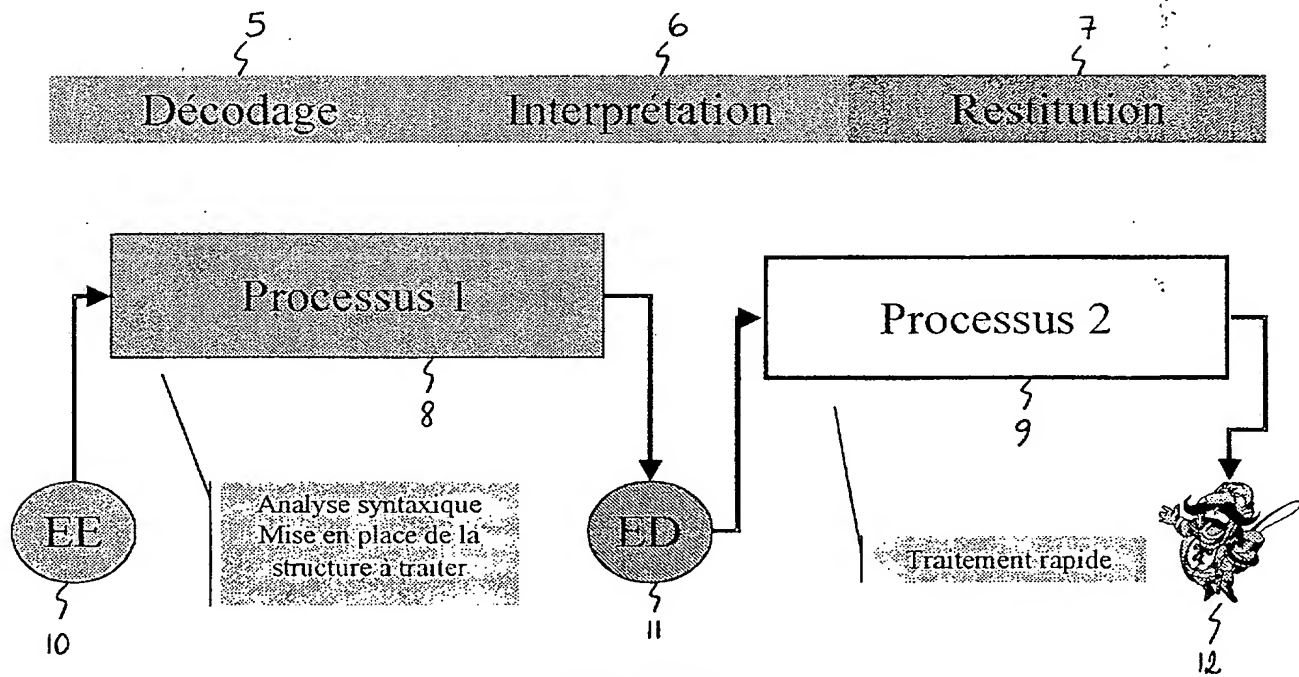 5 6 7
Décodage Interprétation Restitution
Processus 1
Processus 2
8
9
EE
Analyse syntaxique
Mise en place de la
structure à traiter
ED
Traitement rapide
10
11
12